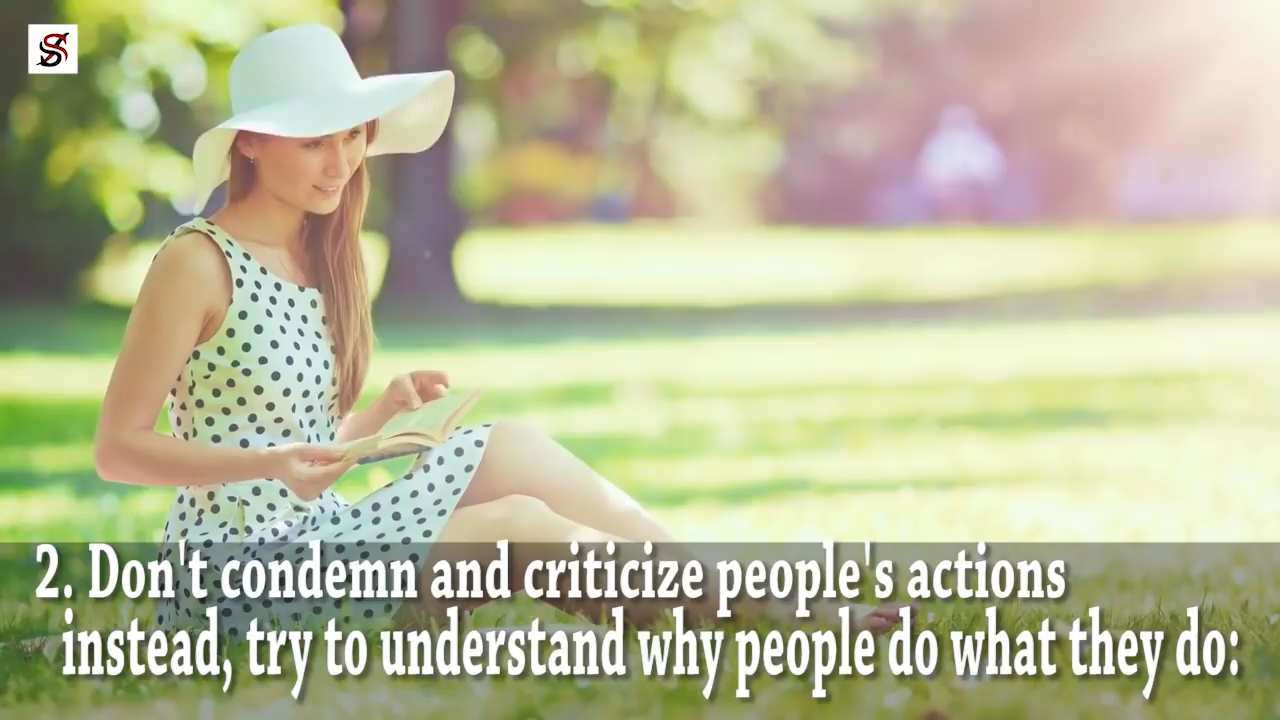 2. Don't condemn and criticize people's actions
instead, try to understand why people do what they do: